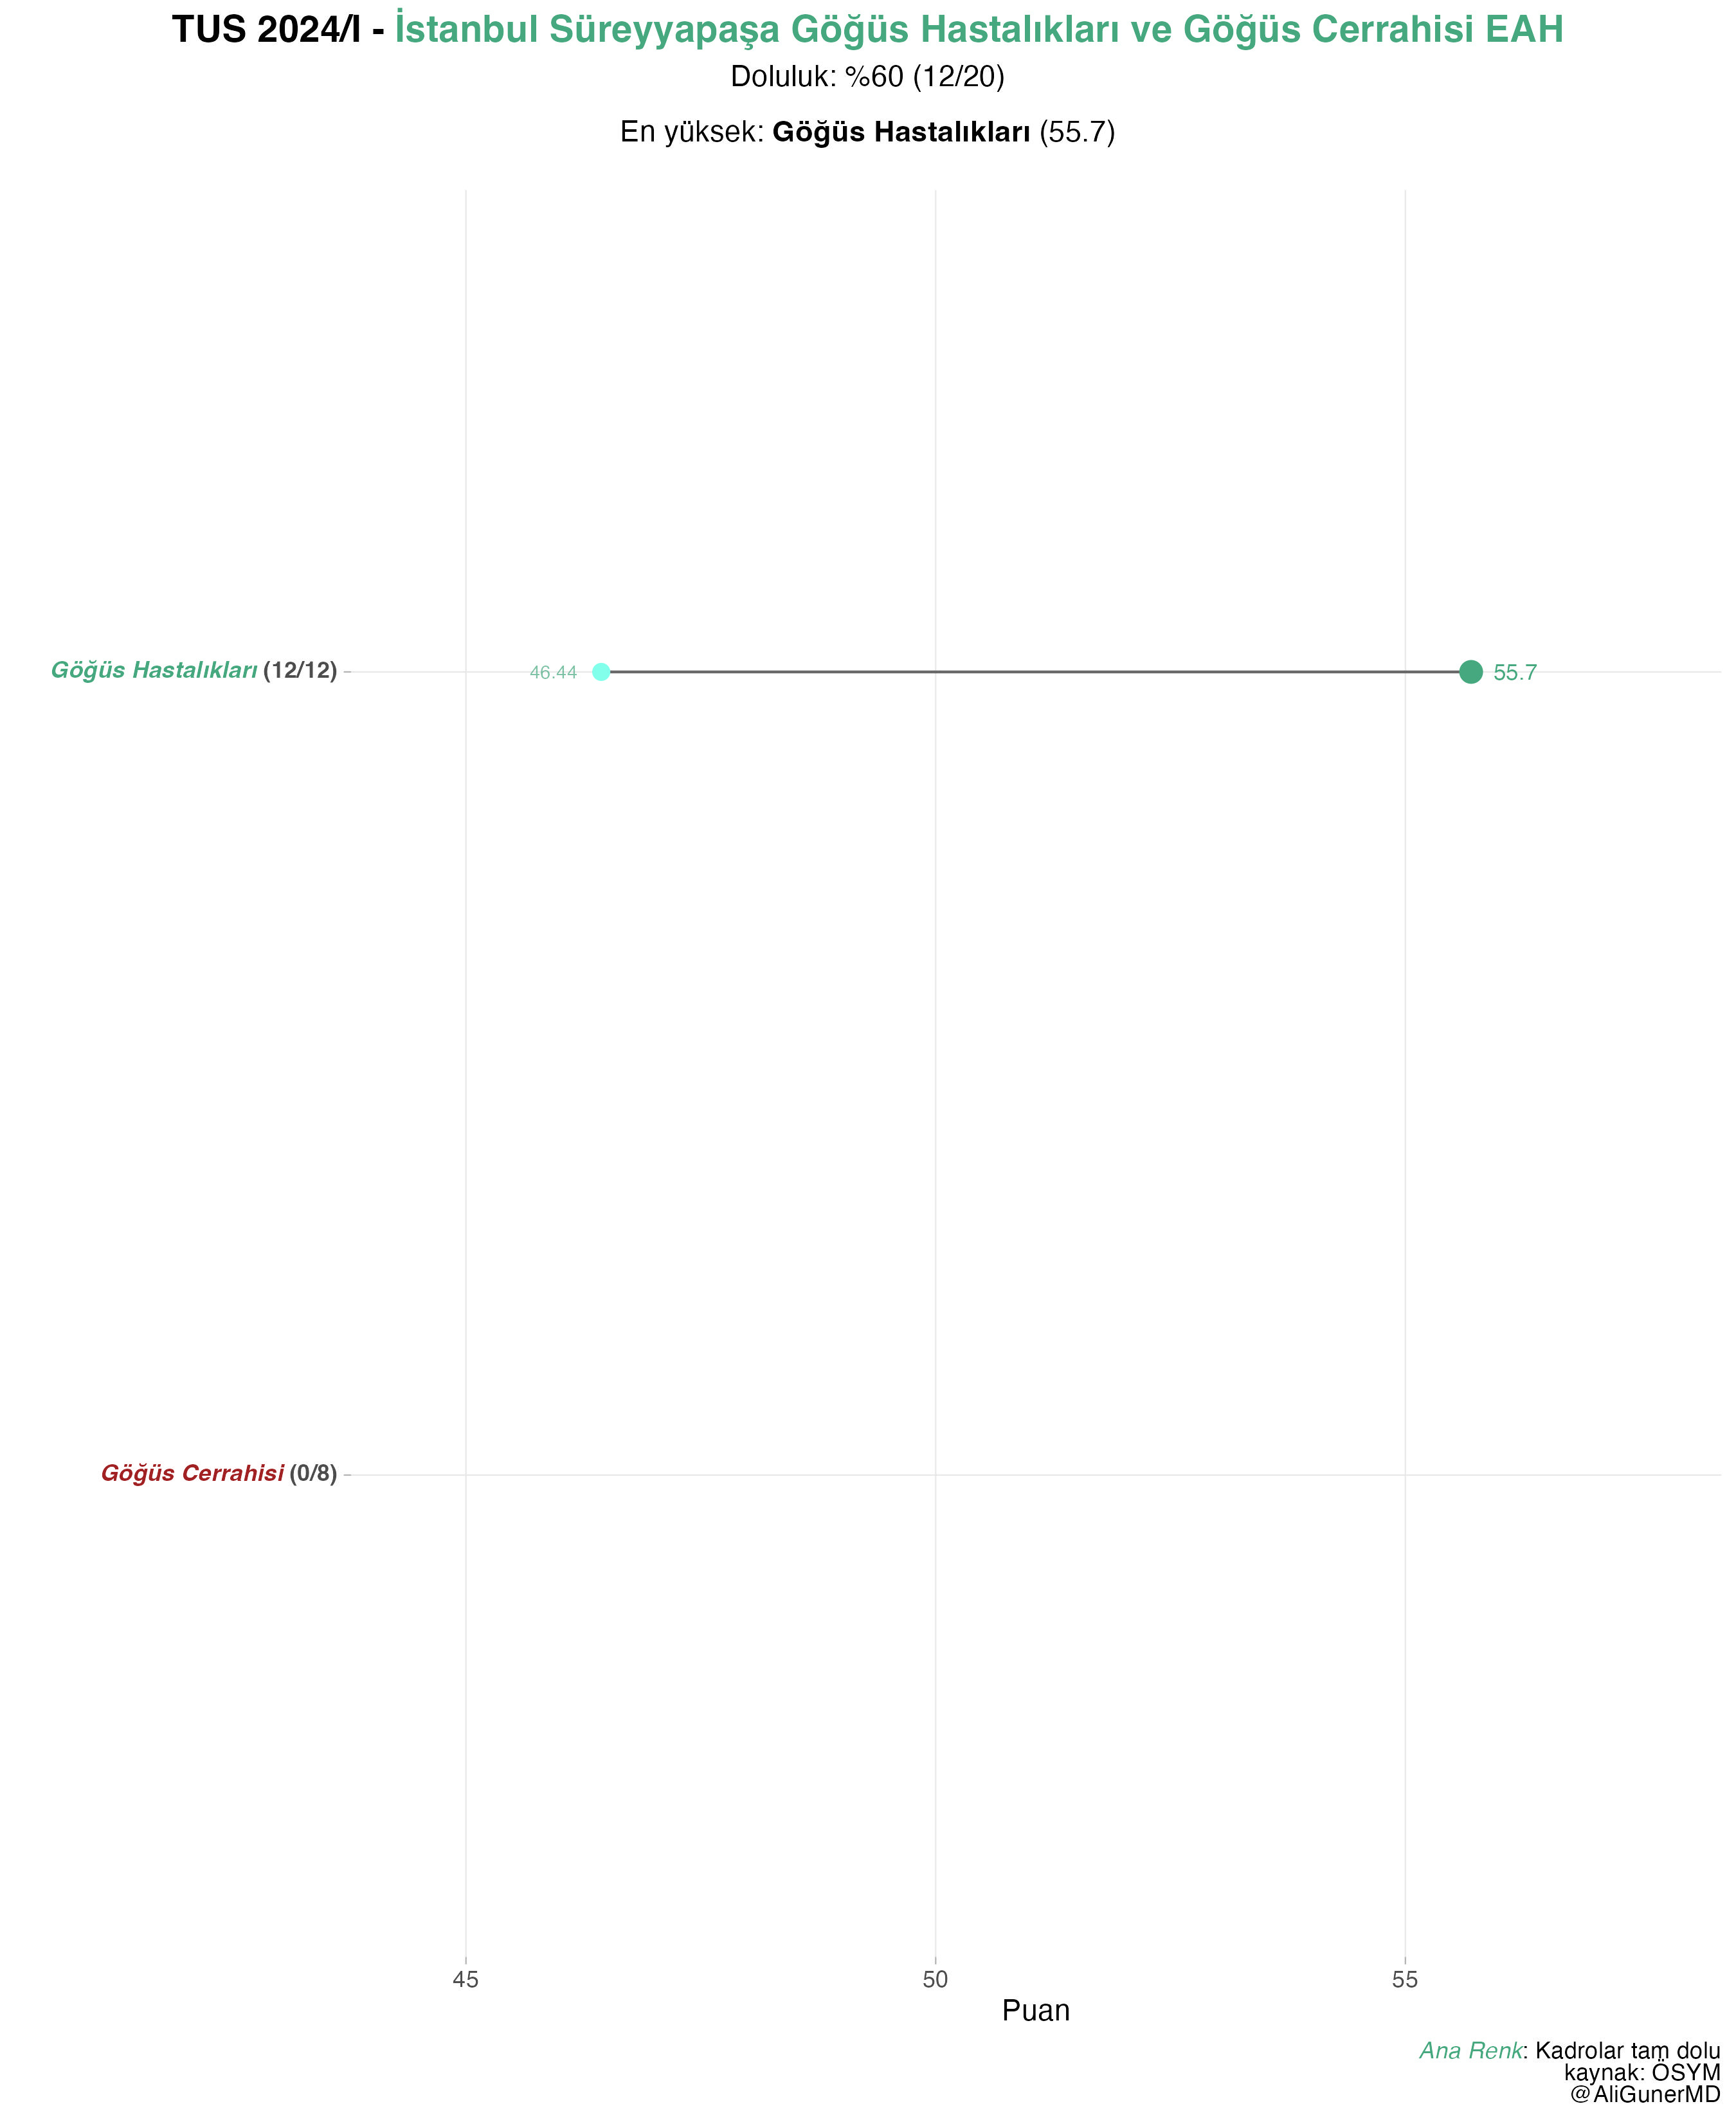 TUS 2024/I - İstanbul Süreyyapaşa Göğüs Hastalıkları ve Göğüs Cerrahisi EAH
Doluluk: %60 (12/20)
En yüksek: Göğüs Hastalıkları (55.7)
Göğüs Hastalıkları (12/12)
46.44
55.7
Göğüs Cerrahisi (0/8)
45
50
55
Puan
Ana Renk: Kadrolar tam dolu
kaynak: ÖSYM
@AliGunerMD